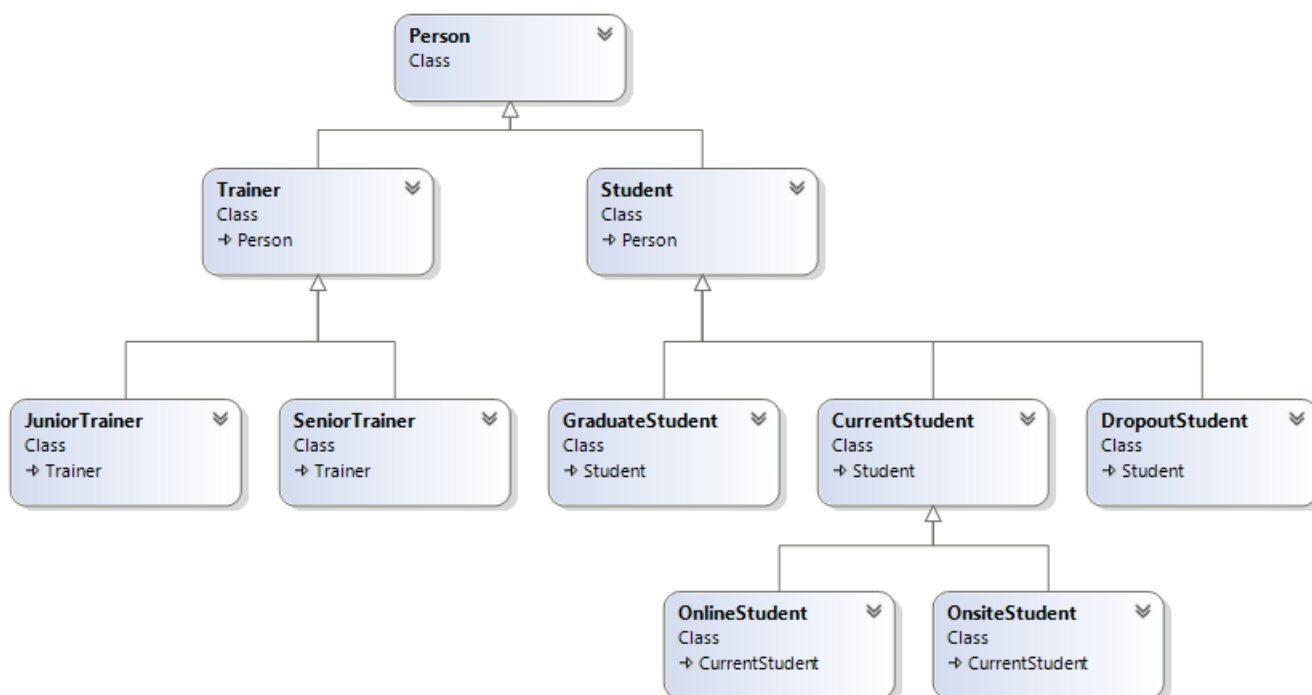 Person
Class
Trainer
Class
Person
Student
Class
Person
JuniorTrainer
Class
Trainer
SeniorTrainer
Class
Trainer
GraduateStudent
Class
Student
CurrentStudent
Class
Student
DropoutStudent
Class
Student
OnlineStudent
Class
CurrentStudent
OnsiteStudent
Class
CurrentStudent